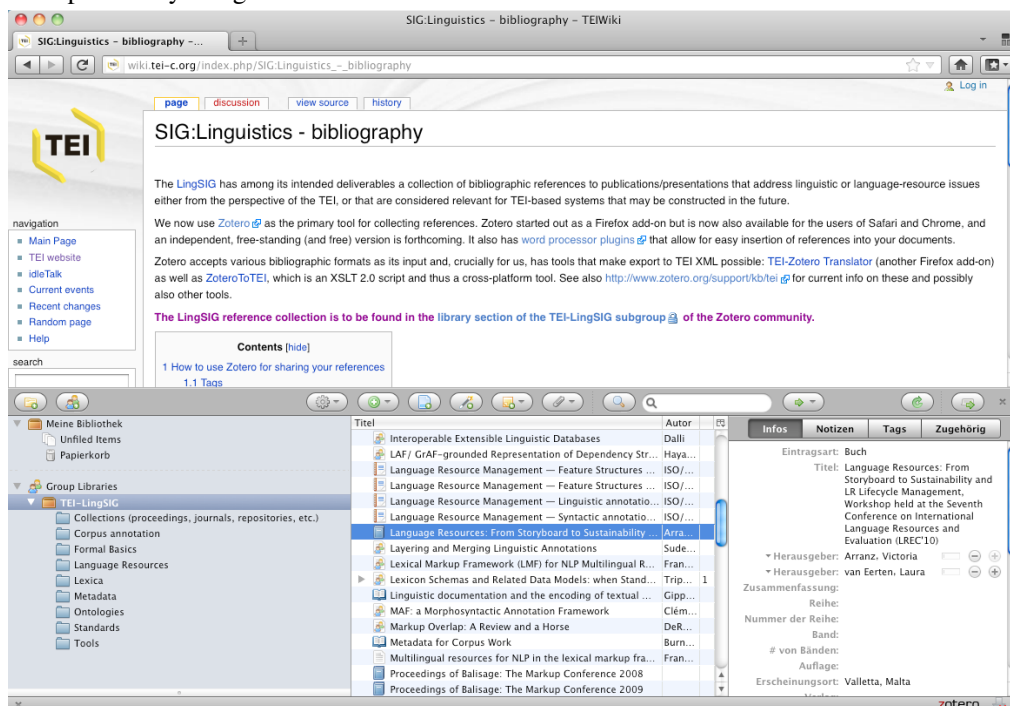 SIG:Linguistics – bibliography – TEIWiki
SIG:Linguistics – bibliography –...
wiki.tei-c.org/index.php/SIG:Linguistics_-_bibliography
Log in
page discussion view source history
TEI
SIG:Linguistics - bibliography
The LingSIG has among its intended deliverables a collection of bibliographic references to publications/presentations that address linguistic or language-resource issues
either from the perspective of the TEI, or that are considered relevant for TEI-based systems that may be constructed in the future.
We now use Zotero as the primary tool for collecting references. Zotero started out as a Firefox add-on but is now also available for the users of Safari and Chrome, and
an independent, free-standing (and free) version is forthcoming. It also has word processor plugins that allow for easy insertion of references into your documents.
Zotero accepts various bibliographic formats as its input and, crucially for us, has tools that make export to TEI XML possible: TEI-Zotero Translator (another Firefox add-on)
as well as ZoteroToTEI, which is an XSLT 2.0 script and thus a cross-platform tool. See also http://www.zotero.org/support/kb/tei for current info on these and possibly
also other tools.
The LingSIG reference collection is to be found in the library section of the TEI-LingSIG subgroup of the Zotero community.
Contents [hide]
1 How to use Zotero for sharing your references
1.1 Tags
navigation
Main Page
TEI website
idleTalk
Current events
Recent changes
Random page
Help
search
Meine Bibliothek
Unfiled Items
Papierkorb
Group Libraries
TEI-LingSIG
Collections (proceedings, journals, repositories, etc.)
Corpus annotation
Formal Basics
Language Resources
Lexica
Metadata
Ontologies
Standards
Tools
Titel Autor
Interoperable Extensible Linguistic Databases Dalli
LAF/ GrAF-grounded Representation of Dependency Str... Haya...
Language Resource Management — Feature Structures ... ISO/...
Language Resource Management — Feature Structures ... ISO/...
Language Resource Management — Linguistic annotatio... ISO/...
Language Resource Management — Syntactic annotatio... ISO/...
Language Resources: From Storyboard to Sustainability ... Arra...
Layering and Merging Linguistic Annotations Sude...
Lexical Markup Framework (LMF) for NLP Multilingual R... Fran...
Lexicon Schemas and Related Data Models: when Stand... Trip... 1
Linguistic documentation and the encoding of textual ... Gipp...
MAF: a Morphosyntactic Annotation Framework Clém...
Markup Overlap: A Review and a Horse DeR...
Metadata for Corpus Work Burn...
Multilingual resources for NLP in the lexical markup fra... Fran...
Proceedings of Balisage: The Markup Conference 2008
Proceedings of Balisage: The Markup Conference 2009
Infos Notizen Tags Zugehörig
Eintragsart: Buch
Titel: Language Resources: From
Storyboard to Sustainability and
LR Lifecycle Management,
Workshop held at the Seventh
Conference on International
Language Resources and
Evaluation (LREC'10)
Herausgeber: Arranz, Victoria
Herausgeber: van Eerten, Laura
Zusammenfassung:
Reihe:
Nummer der Reihe:
Band:
# von Bänden:
Auflage:
Erscheinungsort: Valletta, Malta
zotero